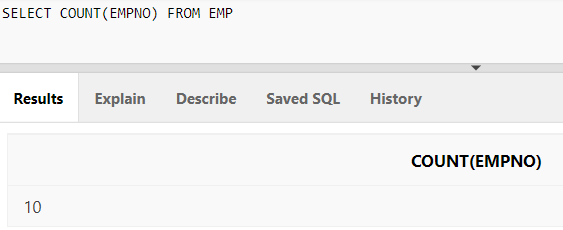 SELECT COUNT(EMPNO) FROM EMP
Results Explain Describe Saved SQL History
COUNT(EMPNO)
10